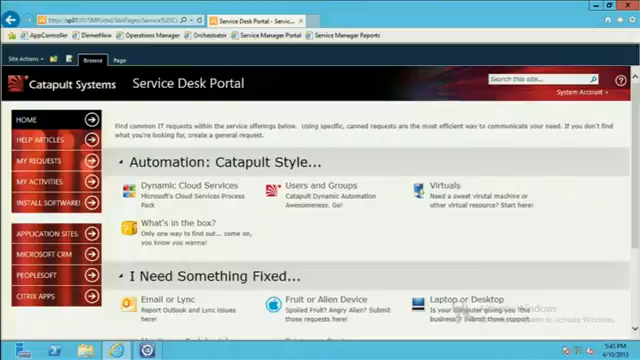 https://sp01
Service Desk Portal - Servic...
AppController
DinnerNow
Operations Manager
Orchestrator
Service Manager Portal
Service Manager Reports
Site Actions
Browse
Page
Catapult Systems
Service Desk Portal
Search this site...
System Account
HOME
HELP ARTICLES
MY REQUESTS
MY ACTIVITIES
INSTALL SOFTWARE!
APPLICATION SITES
MICROSOFT CRM
PEOPLESOFT
CITRIX APPS
Find common IT requests within the service offerings below. Using specific, canned requests are the most efficient way to communicate your need. If you don't
find what you're looking for, create a general request.
Automation: Catapult Style...
Dynamic Cloud Services
Microsoft's Cloud Services Process
Pack
Users and Groups
Catapult Dynamic Automation
Awesomeness. Go!
Virtuals
Need a sweet virutal machine or
other virtual resource? Start here!
What's in the box?
Only one way to find out... come on,
you know you wanna!
I Need Something Fixed...
Email or Lync
Report Outlook and Lync issues
here!
Fruit or Alien Device
Spoiled Fruit? Angry Alien? Submit
those requests here!
Laptop or Desktop
Is your computer giving you the
business? Submit those
Activate Windows
to activate Windows.
5:45 PM
4/10/2013